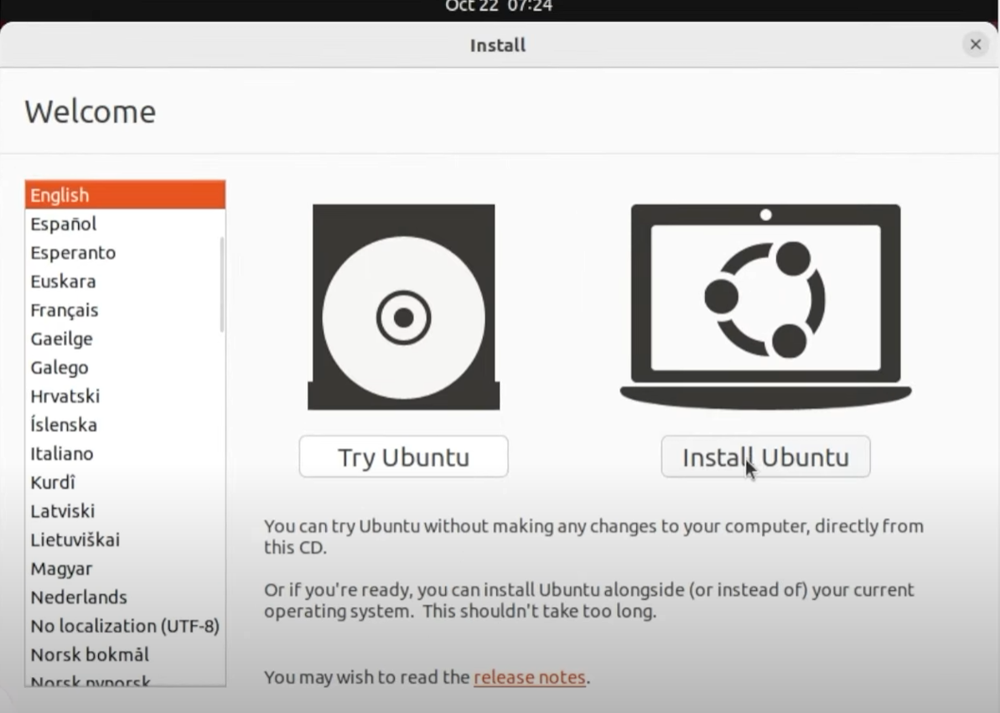 Oct 22 07:24
Install
Welcome
English
Español
Esperanto
Euskara
Français
Gaeilge
Galego
Hrvatski
Íslenska
Italiano
Kurdî
Latviski
Lietuviškai
Magyar
Nederlands
No localization (UTF-8)
Norsk bokmål
Norsk nynorsk
Try Ubuntu
Install Ubuntu
You can try Ubuntu without making any changes to your computer, directly from
this CD.
Or if you're ready, you can install Ubuntu alongside (or instead of) your current
operating system. This shouldn't take too long.
You may wish to read the release notes.